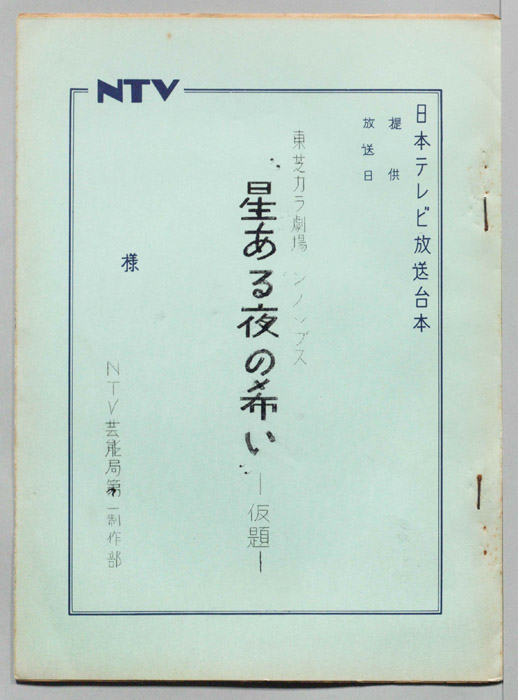 NTV
日本テレビ放送台本
提供
放送日
東芝カラ劇場 シノプス
〝星ある夜の希い〟
―仮題―
様
NTV芸能局第一制作部